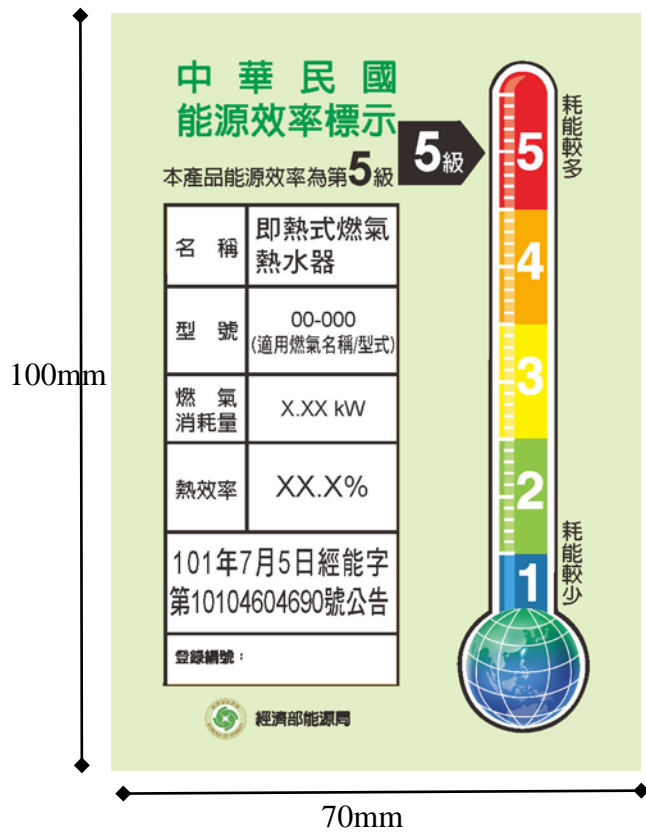 中華民國
能源效率標示
本產品能源效率為第5級
5級
名稱
即熱式燃氣
熱水器
型號
00-000
(適用燃氣名稱/型式)
燃氣
消耗量
X.XX kW
熱效率
XX.X%
101年7月5日經能字
第10104604690號公告
登錄編號：
經濟部能源局
耗能較多
5
4
3
2
1
耗能較少
100mm
70mm